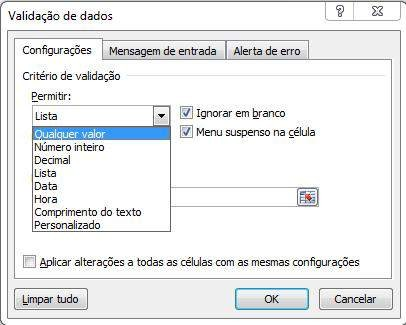 Validação de dados
Configurações Mensagem de entrada Alerta de erro
Critério de validação
Permitir:
Lista Ignorar em branco
Qualquer valor Menu suspenso na célula
Número inteiro
Decimal
Lista
Data
Hora
Comprimento do texto
Personalizado
Aplicar alterações a todas as células com as mesmas configurações
Limpar tudo OK Cancelar